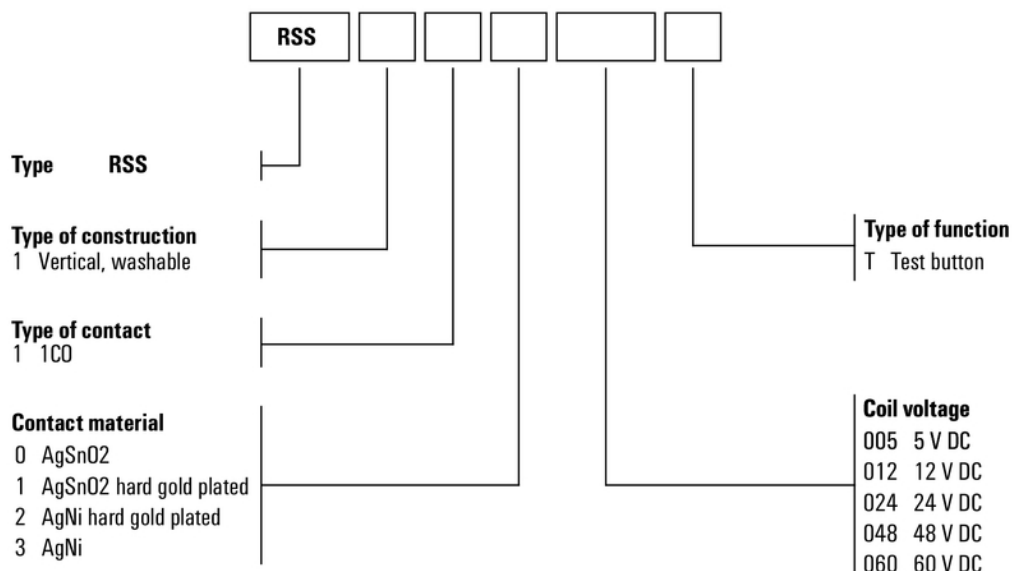 RSS
Type RSS
Type of construction
1 Vertical, washable
Type of contact
1 1CO
Contact material
0 AgSnO2
1 AgSnO2 hard gold plated
2 AgNi hard gold plated
3 AgNi
Type of function
T Test button
Coil voltage
005 5 V DC
012 12 V DC
024 24 V DC
048 48 V DC
060 60 V DC